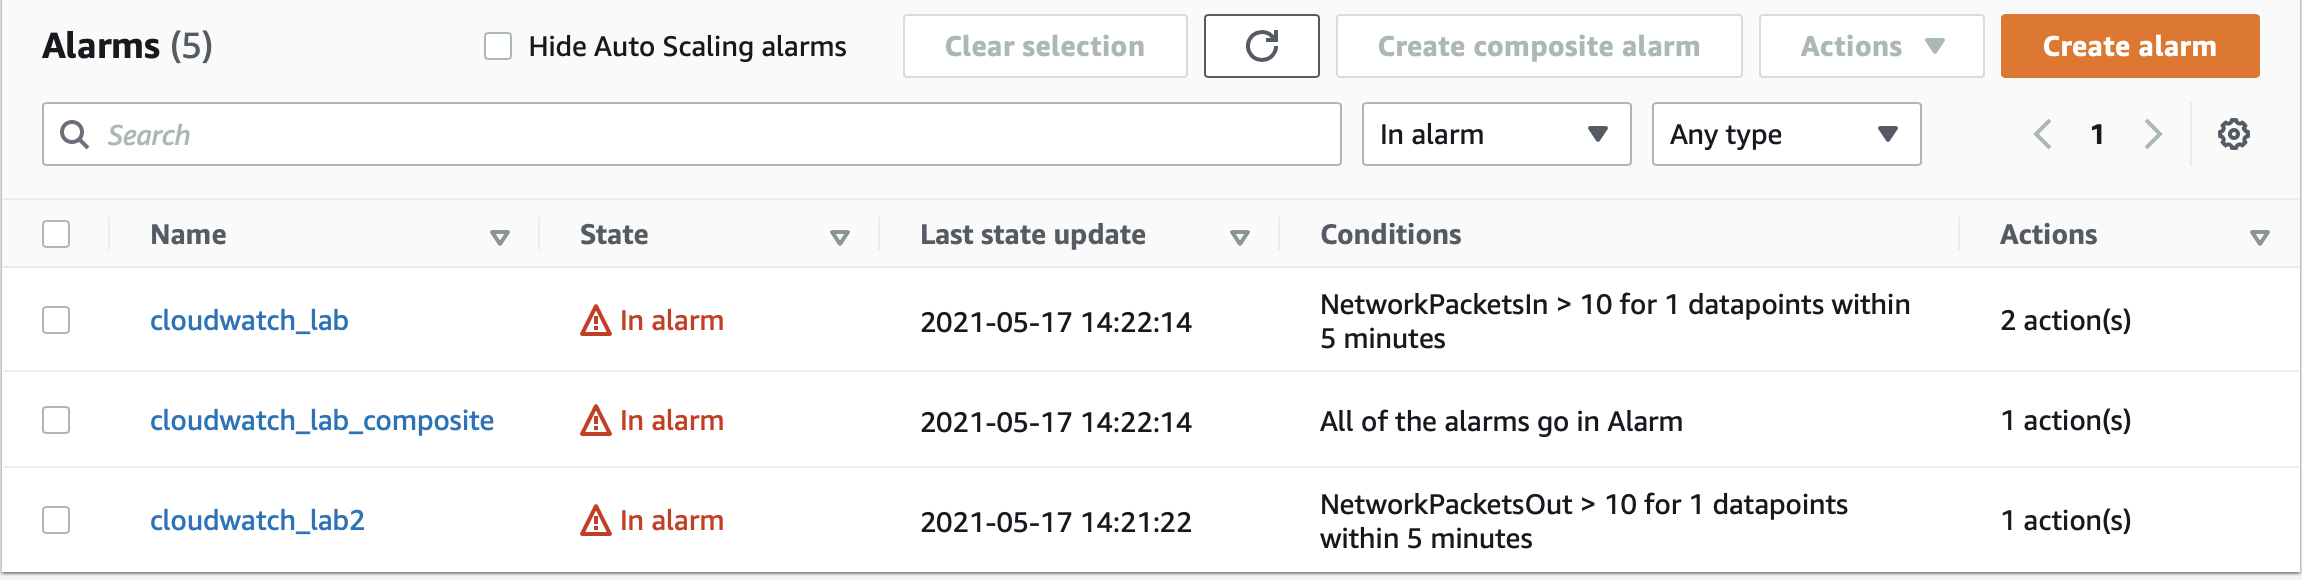 Alarms (5)
Hide Auto Scaling alarms
Clear selection
Create composite alarm
Actions
Create alarm
Search
In alarm
Any type
1
Name
State
Last state update
Conditions
Actions
cloudwatch_lab
In alarm
2021-05-17 14:22:14
NetworkPacketsIn > 10 for 1 datapoints within
5 minutes
2 action(s)
cloudwatch_lab_composite
In alarm
2021-05-17 14:22:14
All of the alarms go in Alarm
1 action(s)
cloudwatch_lab2
In alarm
2021-05-17 14:21:22
NetworkPacketsOut > 10 for 1 datapoints
within 5 minutes
1 action(s)